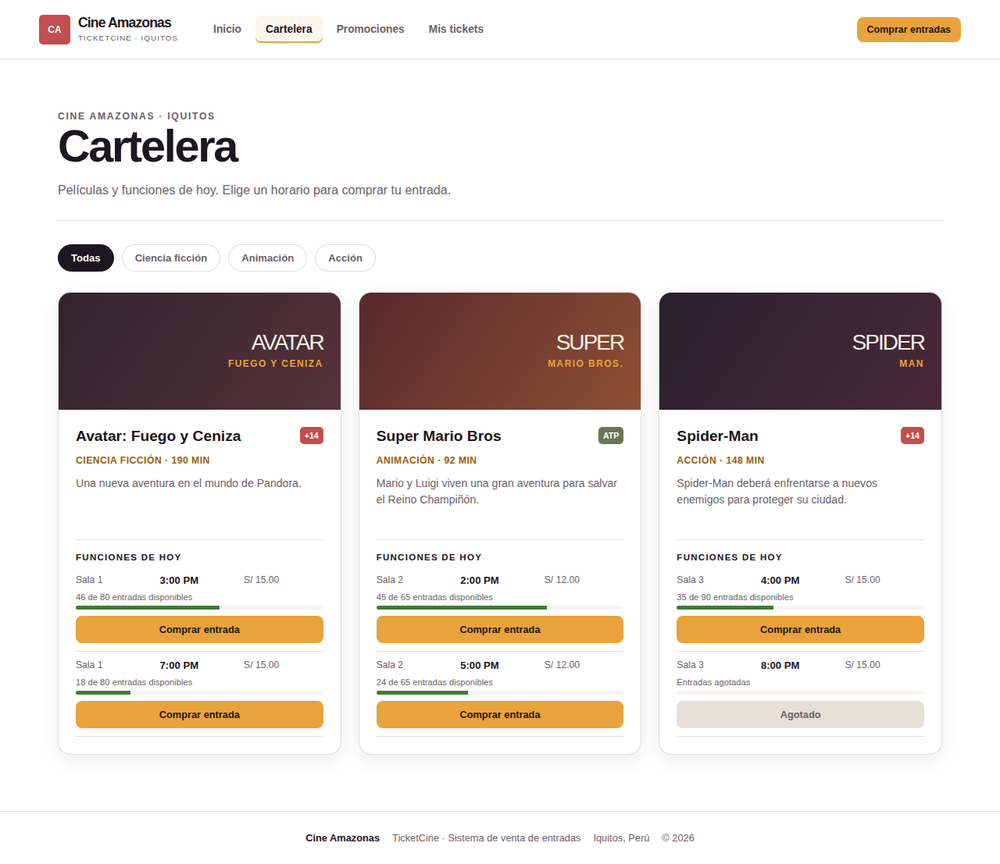 CA
Cine Amazonas
TICKETCINE · IQUITOS
Inicio
Cartelera
Promociones
Mis tickets
Comprar entradas
CINE AMAZONAS · IQUITOS
Cartelera
Películas y funciones de hoy. Elige un horario para comprar tu entrada.
Todas
Ciencia ficción
Animación
Acción
AVATAR
FUEGO Y CENIZA
Avatar: Fuego y Ceniza
+14
CIENCIA FICCIÓN · 190 MIN
Una nueva aventura en el mundo de Pandora.
FUNCIONES DE HOY
Sala 1 3:00 PM S/ 15.00
46 de 80 entradas disponibles
Comprar entrada
Sala 1 7:00 PM S/ 15.00
18 de 80 entradas disponibles
Comprar entrada
SUPER
MARIO BROS.
Super Mario Bros
ATP
ANIMACIÓN · 92 MIN
Mario y Luigi viven una gran aventura para salvar
el Reino Champiñón.
FUNCIONES DE HOY
Sala 2 2:00 PM S/ 12.00
45 de 65 entradas disponibles
Comprar entrada
Sala 2 5:00 PM S/ 12.00
24 de 65 entradas disponibles
Comprar entrada
SPIDER
MAN
Spider-Man
+14
ACCIÓN · 148 MIN
Spider-Man deberá enfrentarse a nuevos
enemigos para proteger su ciudad.
FUNCIONES DE HOY
Sala 3 4:00 PM S/ 15.00
35 de 90 entradas disponibles
Comprar entrada
Sala 3 8:00 PM S/ 15.00
Entradas agotadas
Agotado
Cine Amazonas TicketCine · Sistema de venta de entradas Iquitos, Perú © 2026